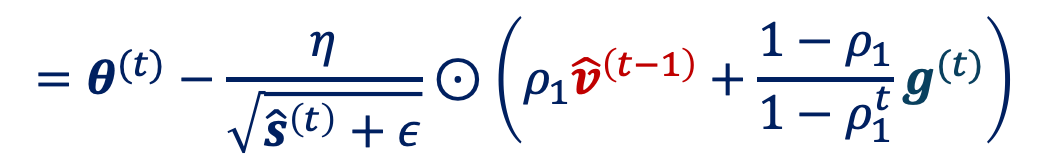 = θ^(t) − η / √(ŝ^(t) + ϵ) ⊙ (ρ₁ v̂^(t−1) + (1 − ρ₁) / (1 − ρ₁^t) g^(t))